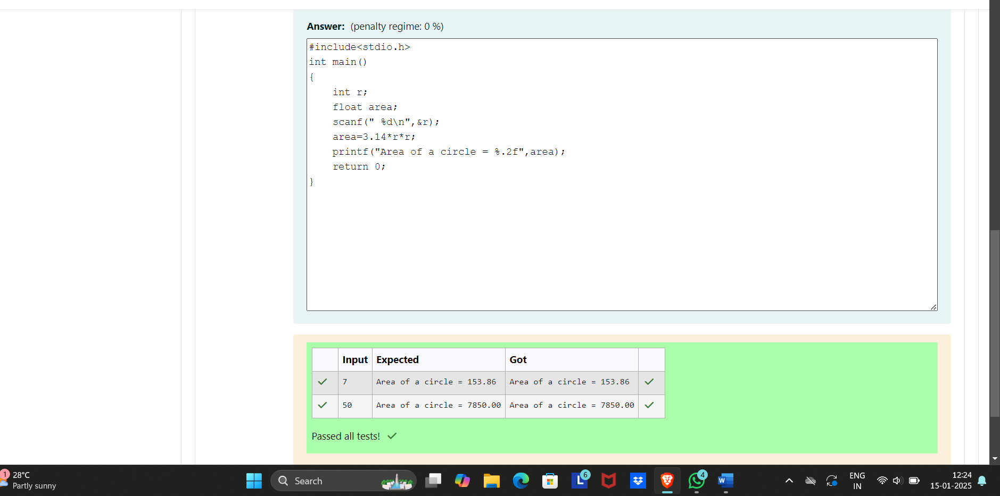 Answer: (penalty regime: 0 %)
#include<stdio.h>
int main()
{
    int r;
    float area;
    scanf(" %d\n",&r);
    area=3.14*r*r;
    printf("Area of a circle = %.2f",area);
    return 0;
}
Input Expected Got
7 Area of a circle = 153.86 Area of a circle = 153.86
50 Area of a circle = 7850.00 Area of a circle = 7850.00
Passed all tests!
1
28°C
Partly sunny
Search
L
6
4
W
ENG
IN
12:24
15-01-2025